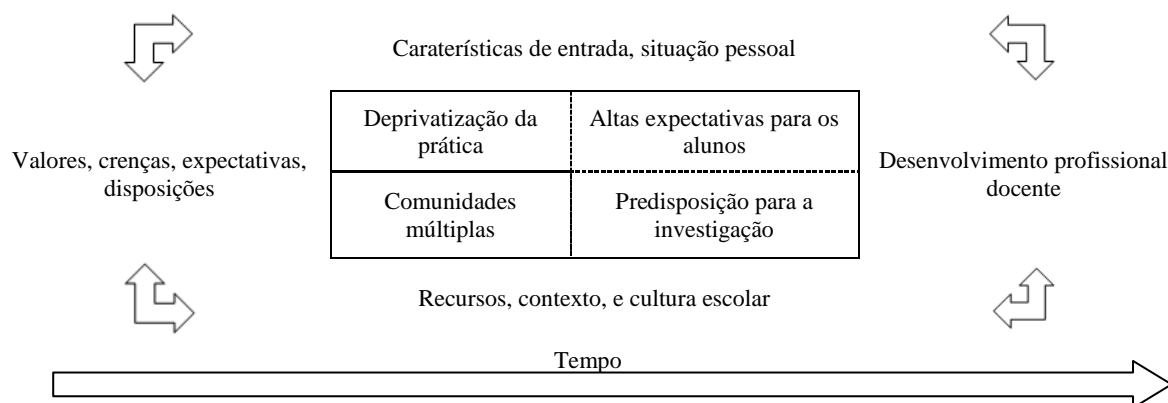 Caraterísticas de entrada, situação pessoal
Deprivatização da
prática
Altas expectativas para os
alunos
Valores, crenças, expectativas,
disposições
Desenvolvimento profissional
docente
Comunidades
múltiplas
Predisposição para a
investigação
Recursos, contexto, e cultura escolar
Tempo